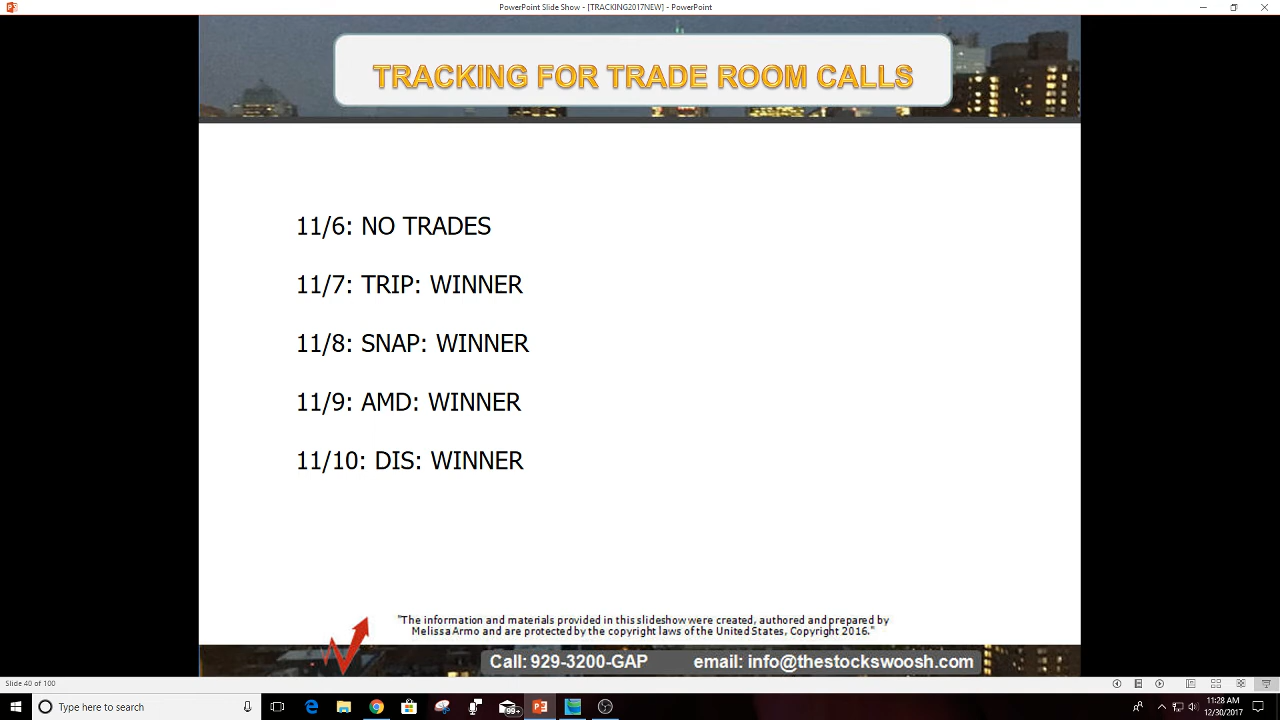 PowerPoint Slide Show - [TRACKING2017NEW] - PowerPoint
TRACKING FOR TRADE ROOM CALLS
11/6: NO TRADES
11/7: TRIP: WINNER
11/8: SNAP: WINNER
11/9: AMD: WINNER
11/10: DIS: WINNER
"The information and materials provided in this slideshow were created, authored and prepared by
Melissa Armo and are protected by the copyright laws of the United States, Copyright 2016."
Call: 929-3200-GAP email: info@thestockswoosh.com
Slide 40 of 100
Type here to search
99+
11:28 AM
12/30/2017